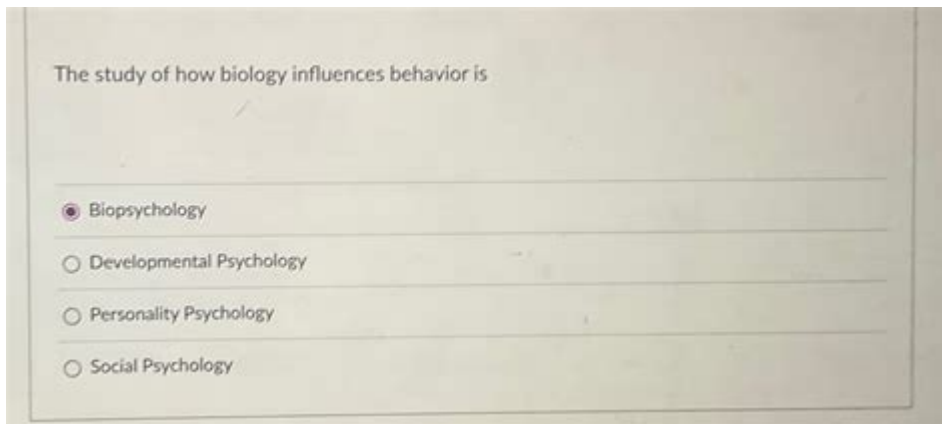 The study of how biology influences behavior is
Biopsychology
Developmental Psychology
Personality Psychology
Social Psychology